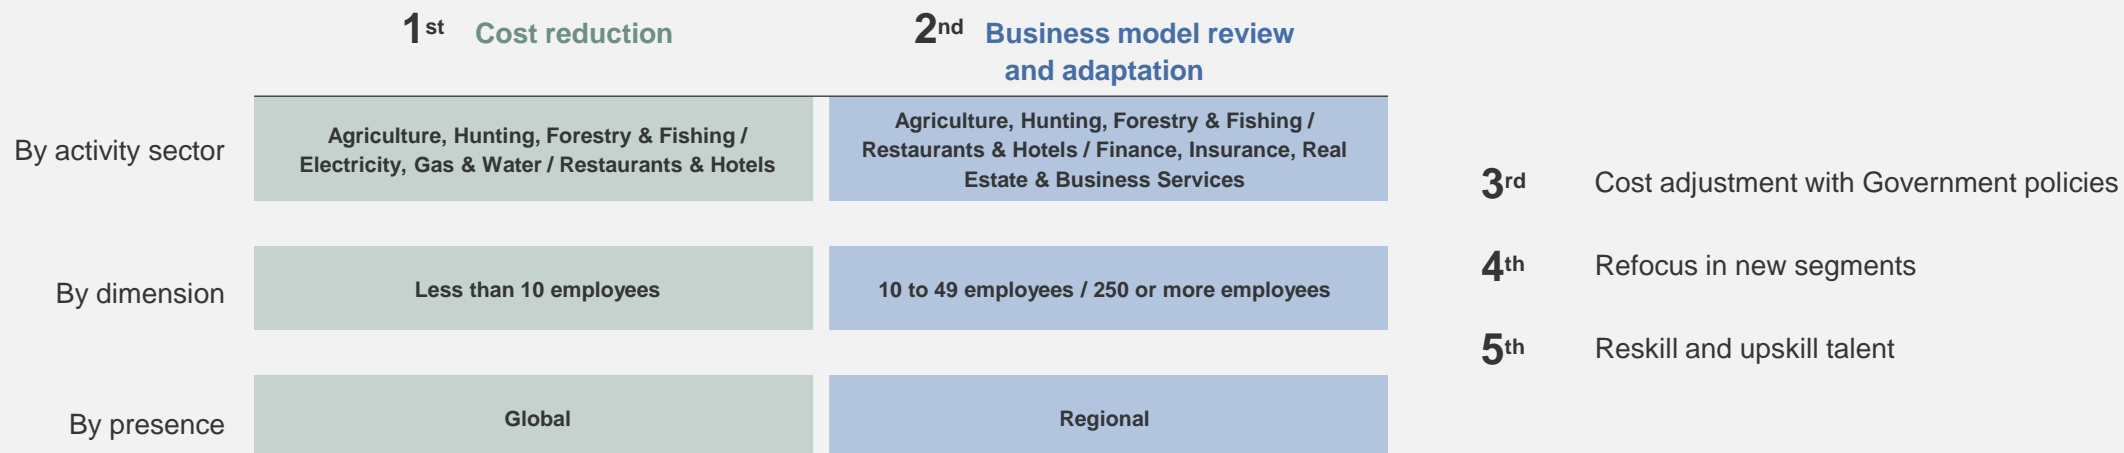 1st Cost reduction
2nd Business model review
and adaptation
By activity sector
Agriculture, Hunting, Forestry & Fishing /
Electricity, Gas & Water / Restaurants & Hotels
Agriculture, Hunting, Forestry & Fishing /
Restaurants & Hotels / Finance, Insurance, Real
Estate & Business Services
By dimension
Less than 10 employees
10 to 49 employees / 250 or more employees
By presence
Global
Regional
3rd Cost adjustment with Government policies
4th Refocus in new segments
5th Reskill and upskill talent